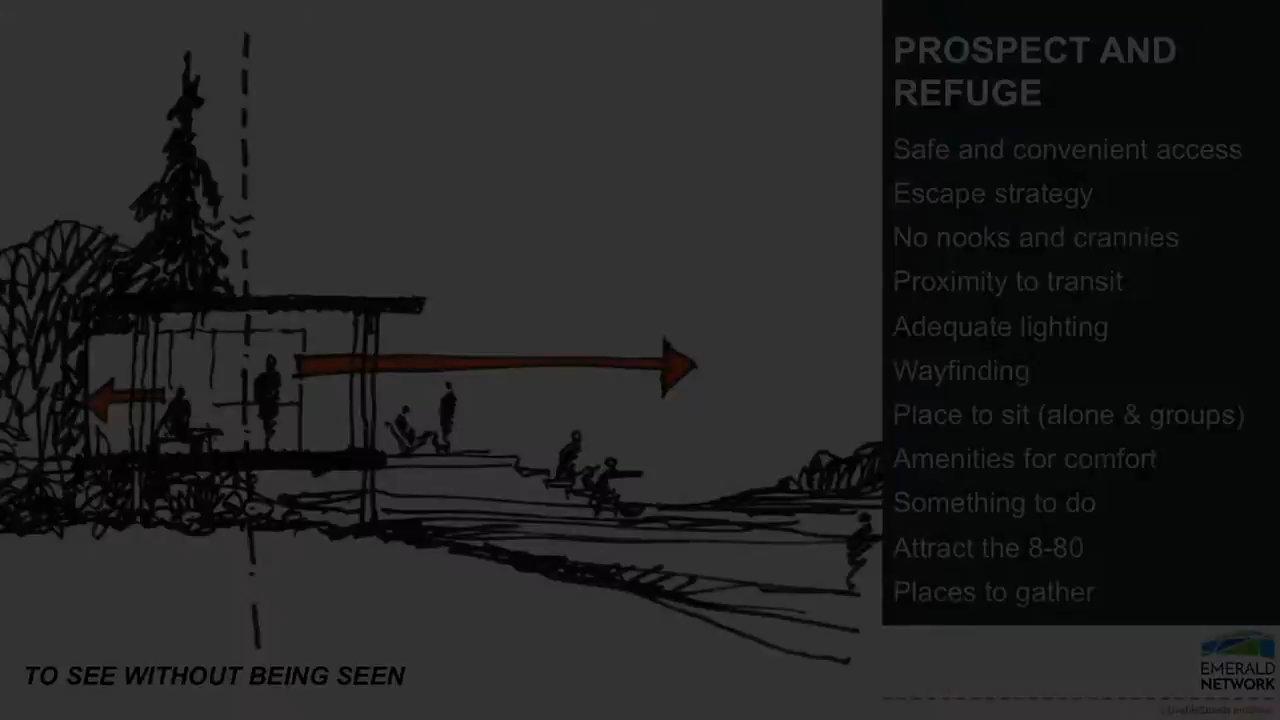 PROSPECT AND
REFUGE
Safe and convenient access
Escape strategy
No nooks and crannies
Proximity to transit
Adequate lighting
Wayfinding
Place to sit (alone & groups)
Amenities for comfort
Something to do
Attract the 8-80
Places to gather
TO SEE WITHOUT BEING SEEN
EMERALD
NETWORK